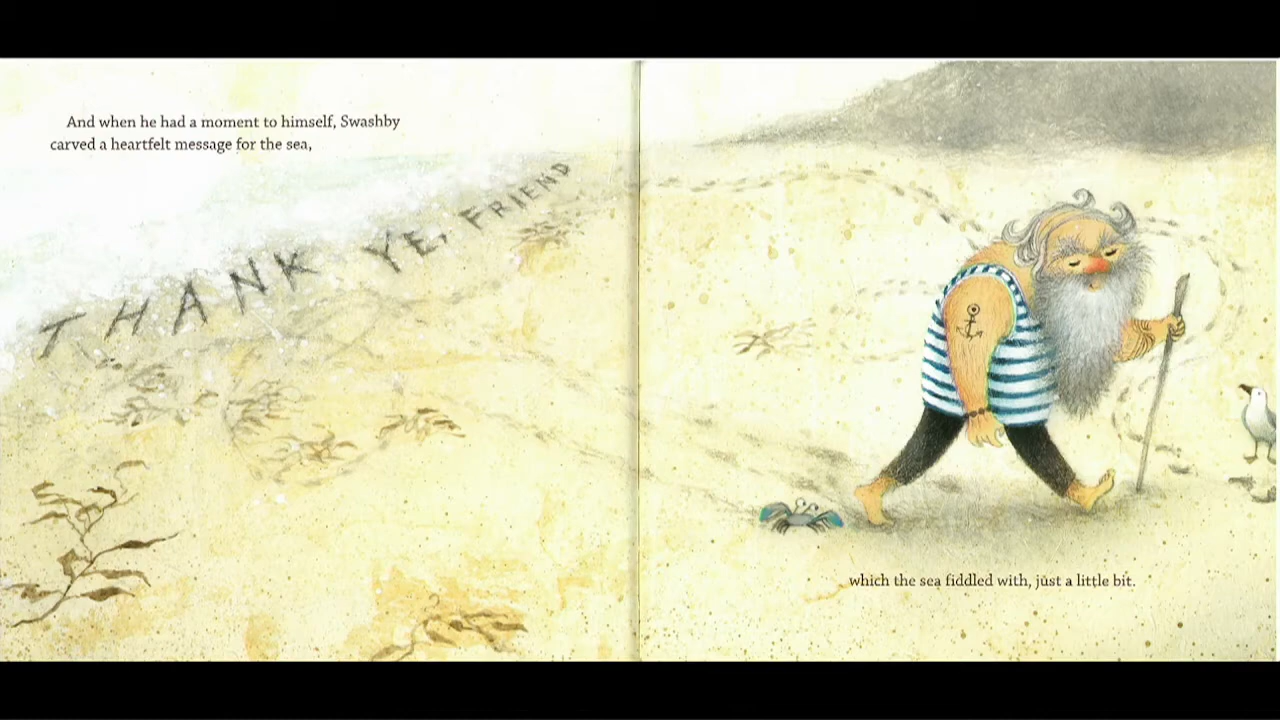 And when he had a moment to himself, Swashby
carved a heartfelt message for the sea,
THANK YE, FRIEND
which the sea fiddled with, just a little bit.